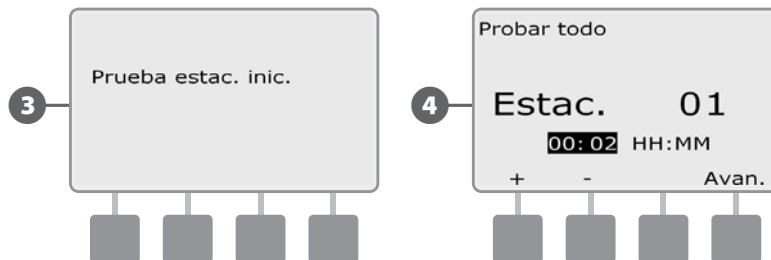 3
Prueba estac. inic.
4
Probar todo
Estac. 01
00:02 HH:MM
+ - Avan.